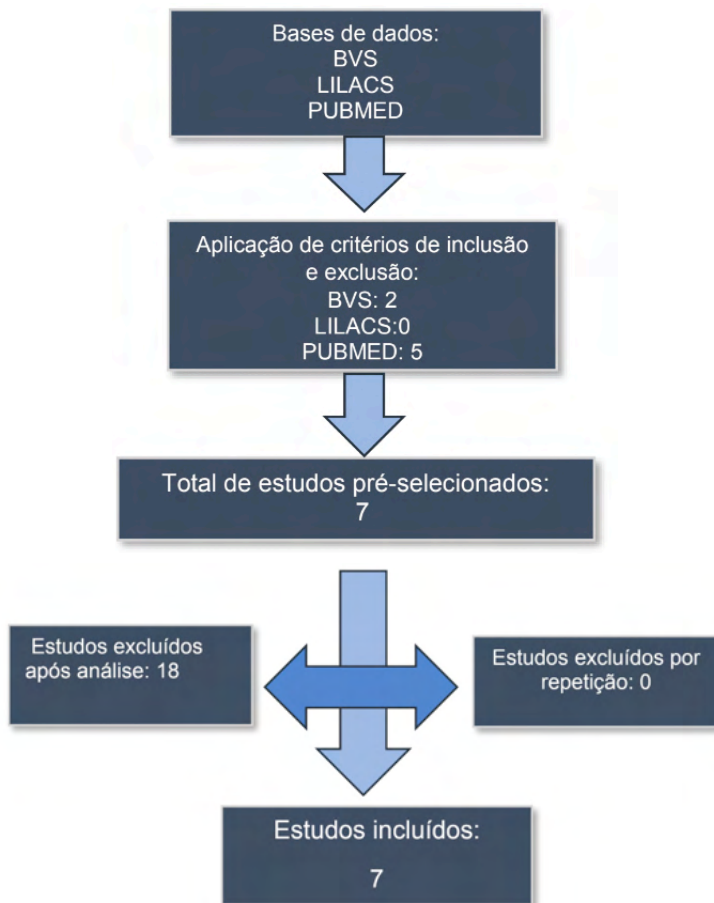 Bases de dados:
BVS
LILACS
PUBMED
Aplicação de critérios de inclusão
e exclusão:
BVS: 2
LILACS:0
PUBMED: 5
Total de estudos pré-selecionados:
7
Estudos excluídos
após análise: 18
Estudos excluídos por
repetição: 0
Estudos incluídos:
7